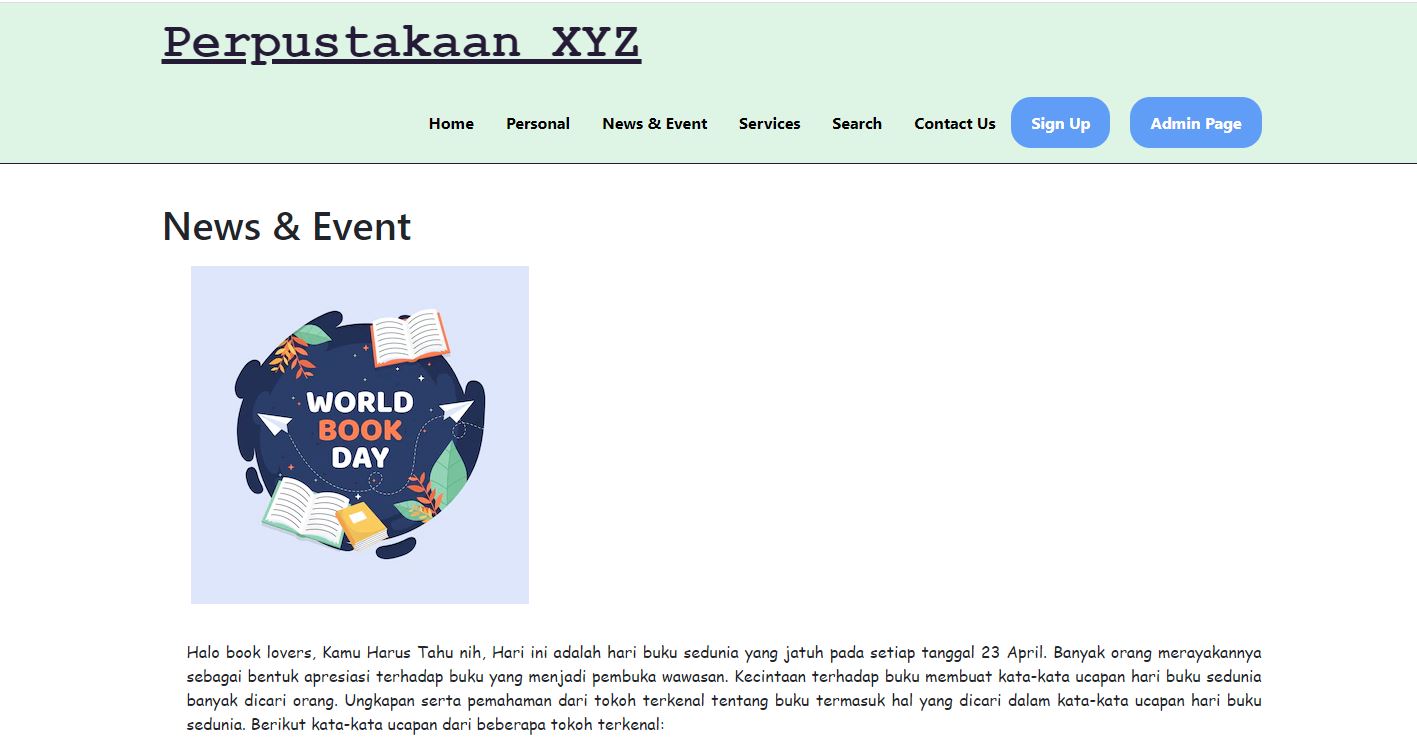 Perpustakaan XYZ
Home Personal News & Event Services Search Contact Us Sign Up Admin Page
News & Event
WORLD
BOOK
DAY
Halo book lovers, Kamu Harus Tahu nih, Hari ini adalah hari buku sedunia yang jatuh pada setiap tanggal 23 April. Banyak orang merayakannya
sebagai bentuk apresiasi terhadap buku yang menjadi pembuka wawasan. Kecintaan terhadap buku membuat kata-kata ucapan hari buku sedunia
banyak dicari orang. Ungkapan serta pemahaman dari tokoh terkenal tentang buku termasuk hal yang dicari dalam kata-kata ucapan hari buku
sedunia. Berikut kata-kata ucapan dari beberapa tokoh terkenal: